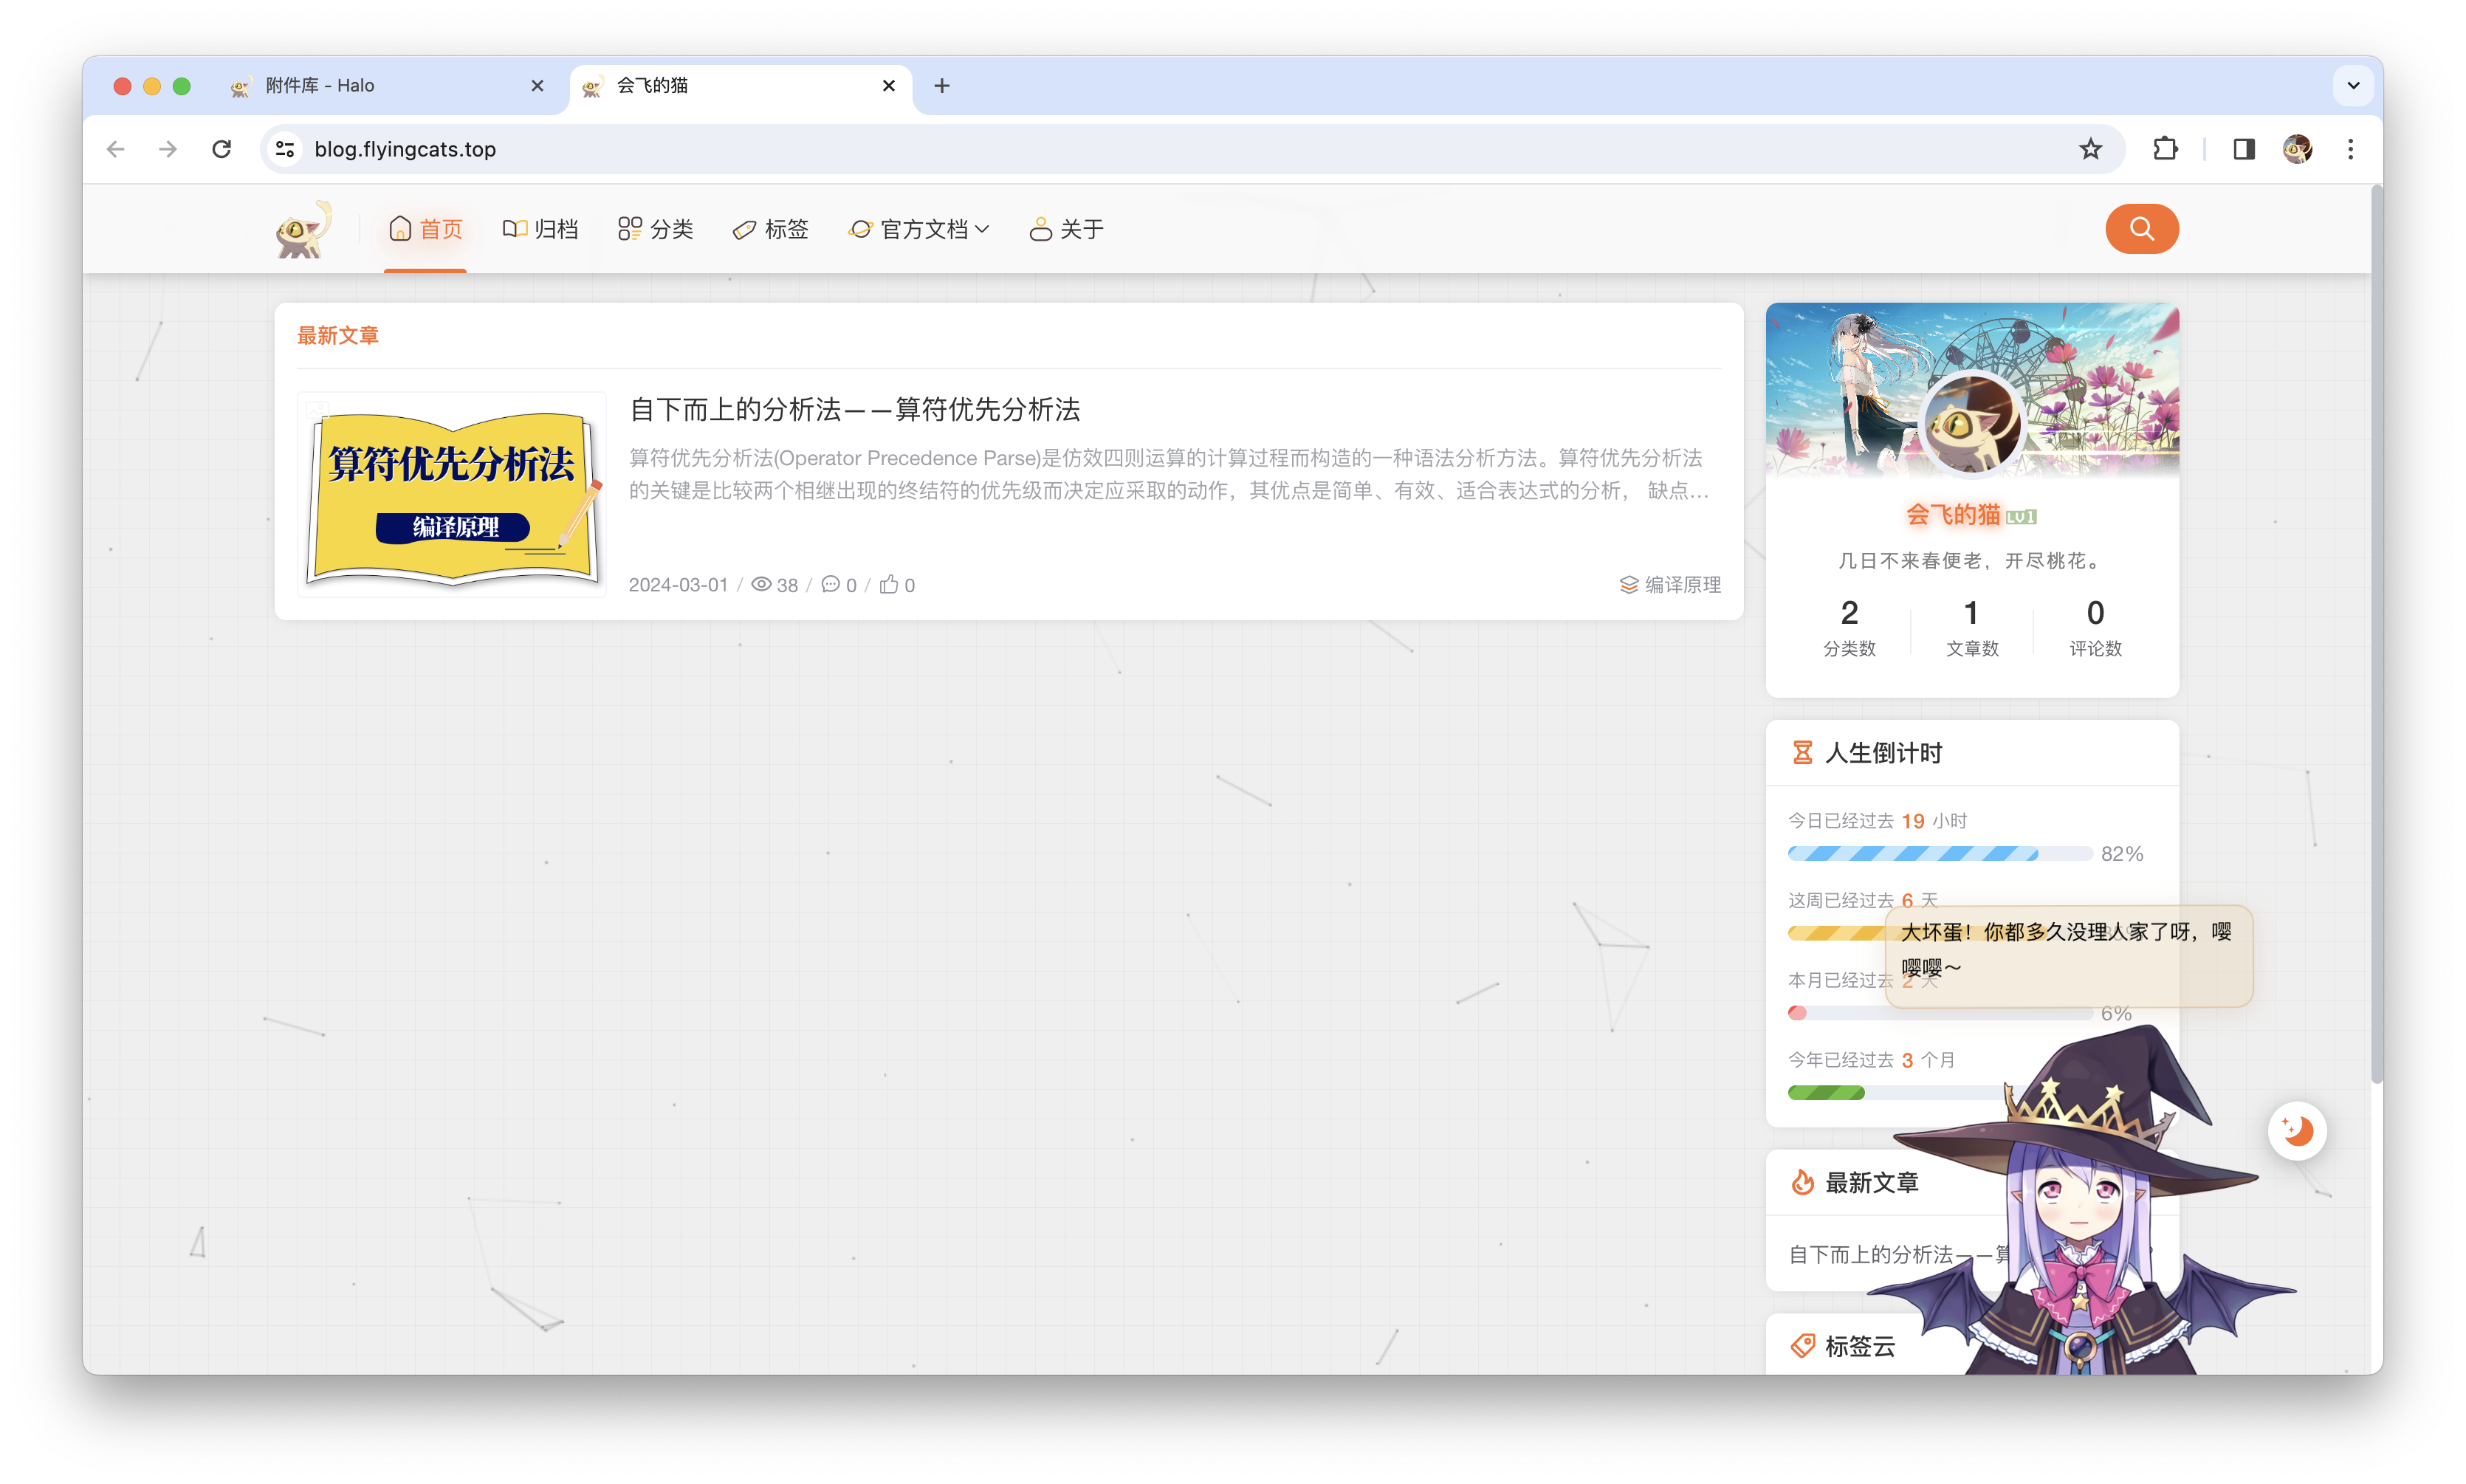 附件库 - Halo
会飞的猫
blog.flyingcats.top
首页
归档
分类
标签
官方文档
关于
最新文章
算符优先分析法
编译原理
自下而上的分析法——算符优先分析法
算符优先分析法(Operator Precedence Parse)是仿效四则运算的计算过程而构造的一种语法分析方法。算符优先分析法
的关键是比较两个相继出现的终结符的优先级而决定应采取的动作，其优点是简单、有效、适合表达式的分析， 缺点...
2024-03-01 / 38 / 0 / 0
编译原理
会飞的猫 LV1
几日不来春便老，开尽桃花。
2
分类数
1
文章数
0
评论数
人生倒计时
今日已经过去 19 小时
82%
这周已经过去 6 天
大坏蛋！你都多久没理人家了呀，嘤
嘤嘤～
本月已经过去 2 天
6%
今年已经过去 3 个月
最新文章
自下而上的分析法——算
标签云